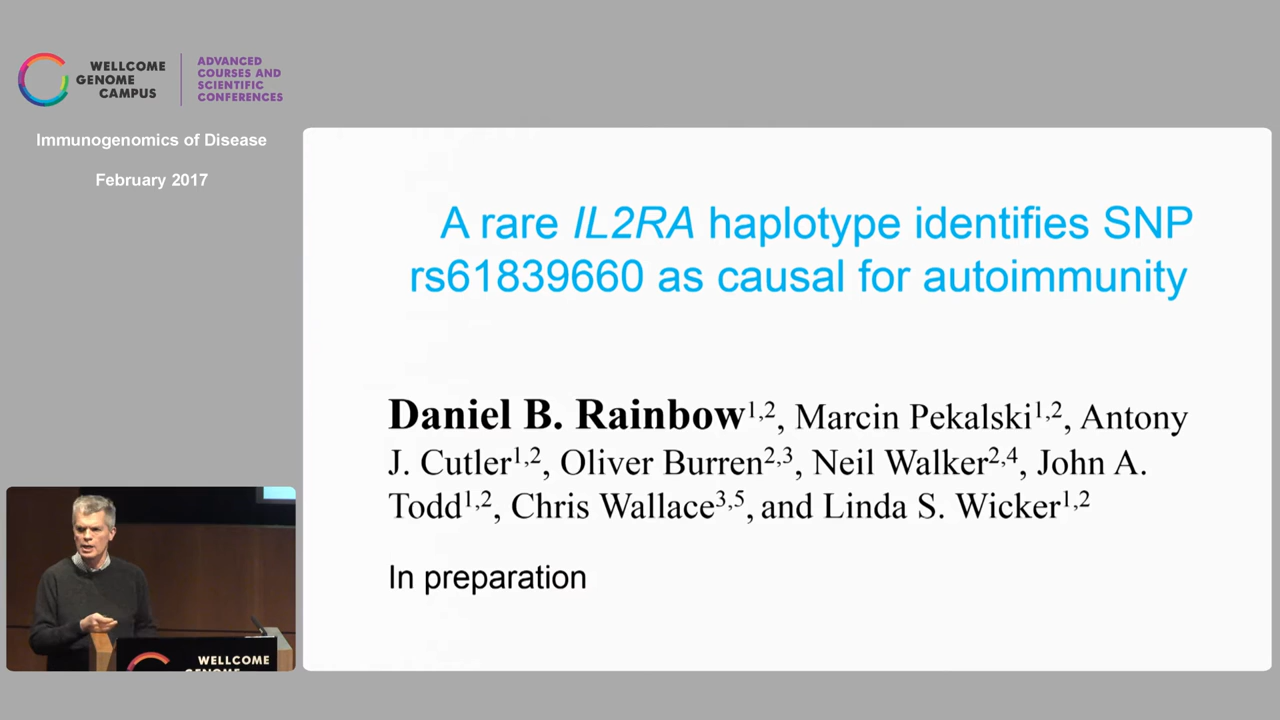 WELLCOME
GENOME
CAMPUS
ADVANCED
COURSES AND
SCIENTIFIC
CONFERENCES
Immunogenomics of Disease
February 2017
A rare IL2RA haplotype identifies SNP
rs61839660 as causal for autoimmunity
Daniel B. Rainbow1,2, Marcin Pekalski1,2, Antony
J. Cutler1,2, Oliver Burren2,3, Neil Walker2,4, John A.
Todd1,2, Chris Wallace3,5, and Linda S. Wicker1,2
In preparation
WELLCOME
GENOME